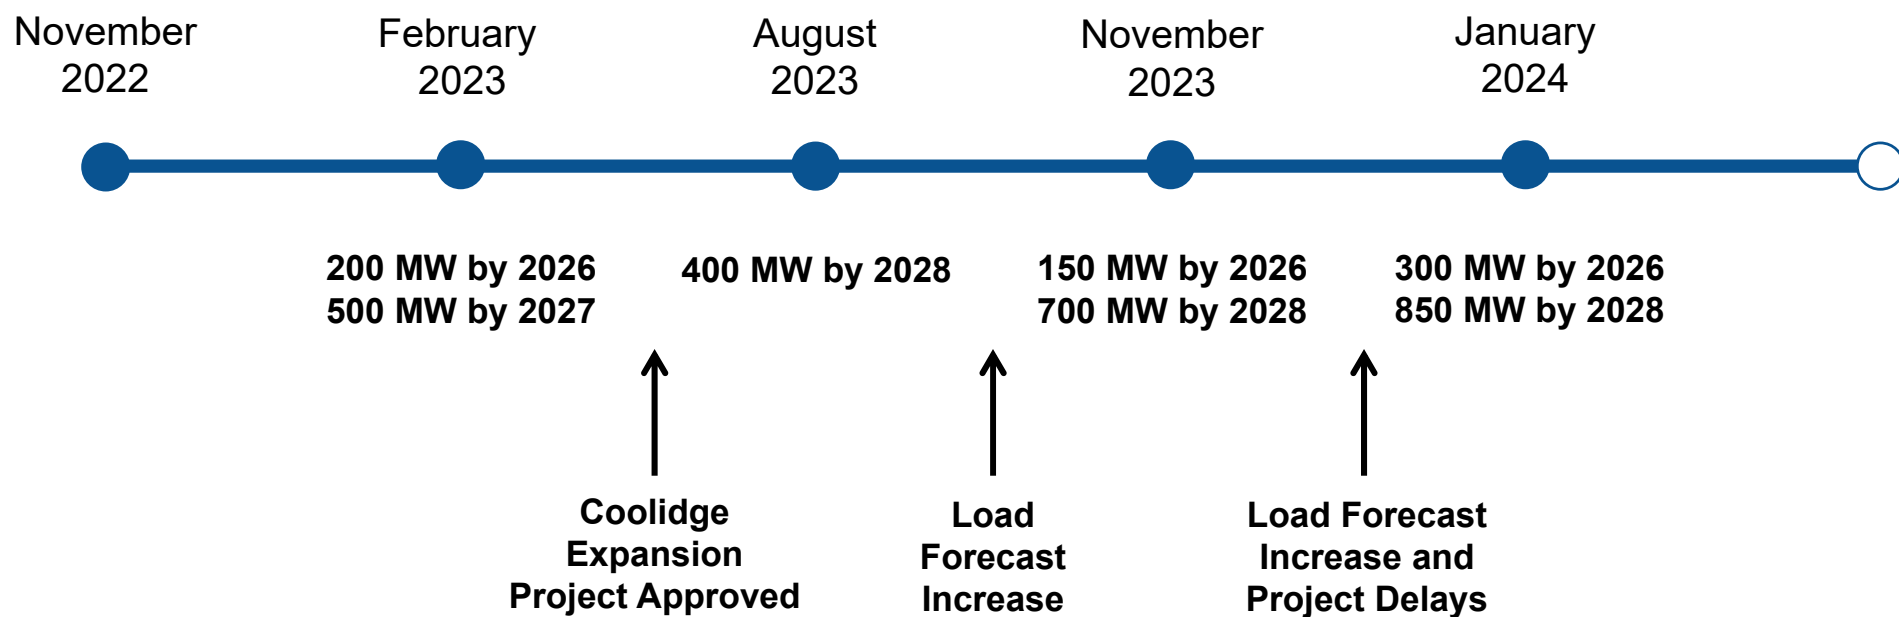 November
2022
February
2023
August
2023
November
2023
January
2024
200 MW by 2026
500 MW by 2027
400 MW by 2028
150 MW by 2026
700 MW by 2028
300 MW by 2026
850 MW by 2028
Coolidge
Expansion
Project Approved
Load
Forecast
Increase
Load Forecast
Increase and
Project Delays